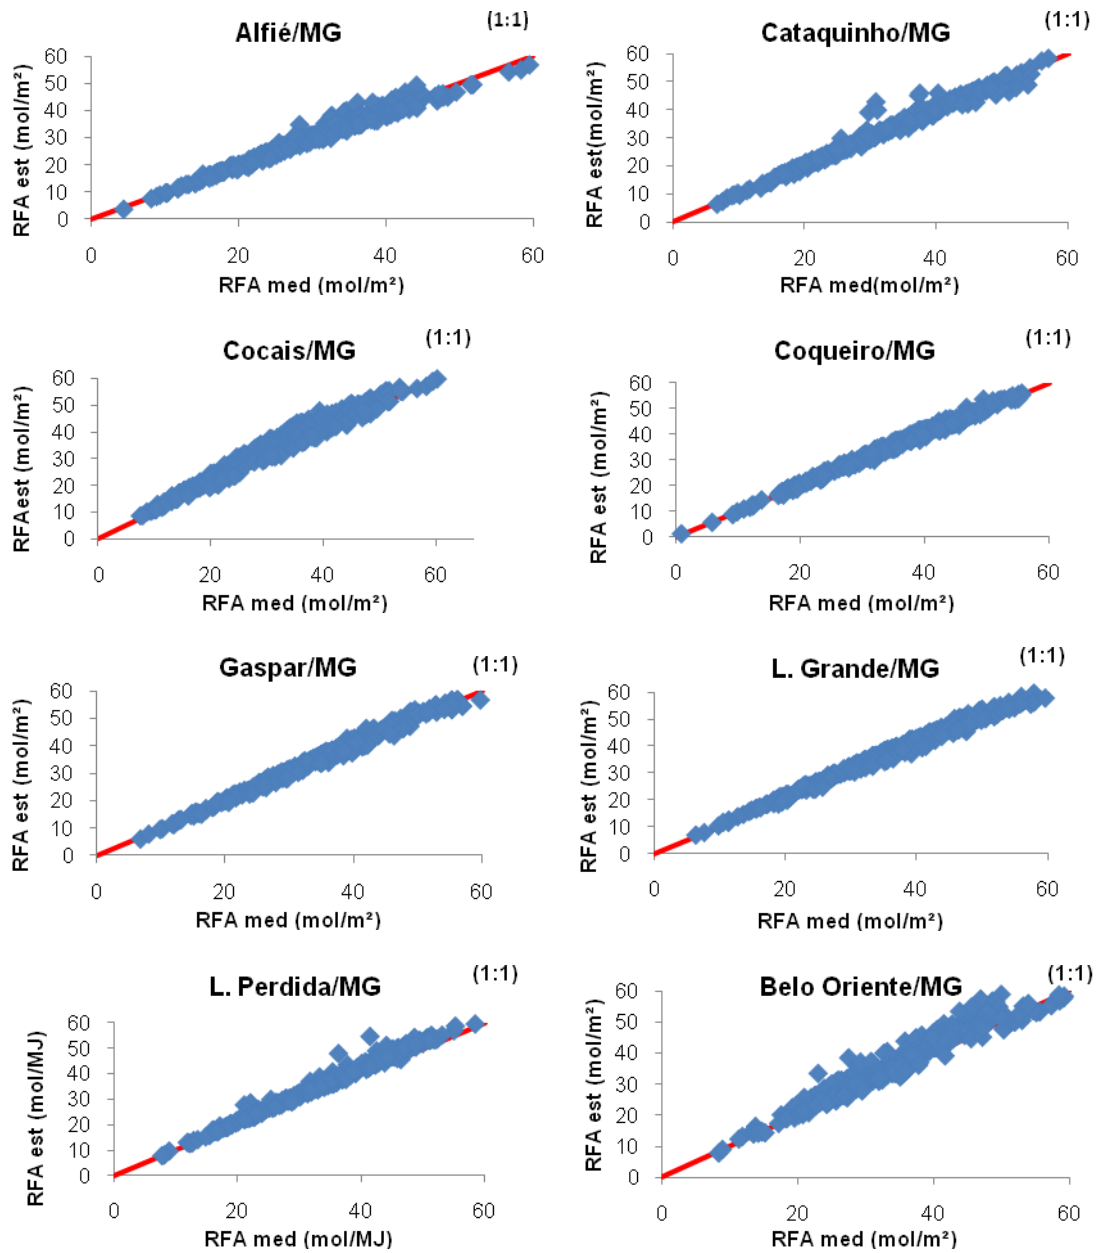 Alfié/MG
(1:1)
RFA est (mol/m²)
60
50
40
30
20
10
0
0 20 40 60
RFA med (mol/m²)
Cataquinho/MG
(1:1)
RFA est(mol/m²)
60
50
40
30
20
10
0
0 20 40 60
RFA med(mol/m²)
Cocais/MG
(1:1)
RFAest (mol/m²)
60
50
40
30
20
10
0
0 20 40 60
RFA med (mol/m²)
Coqueiro/MG
(1:1)
RFA est (mol/m²)
60
50
40
30
20
10
0
0 20 40 60
RFA med (mol/m²)
Gaspar/MG
(1:1)
RFA est (mol/m²)
60
50
40
30
20
10
0
0 20 40 60
RFA med (mol/m²)
L. Grande/MG
(1:1)
RFA est (mol/m²)
60
50
40
30
20
10
0
0 20 40 60
RFA med (mol/m²)
L. Perdida/MG
(1:1)
RFA est (mol/MJ)
60
50
40
30
20
10
0
0 20 40 60
RFA med (mol/MJ)
Belo Oriente/MG
(1:1)
RFA est (mol/m²)
60
50
40
30
20
10
0
0 20 40 60
RFA med (mol/m²)